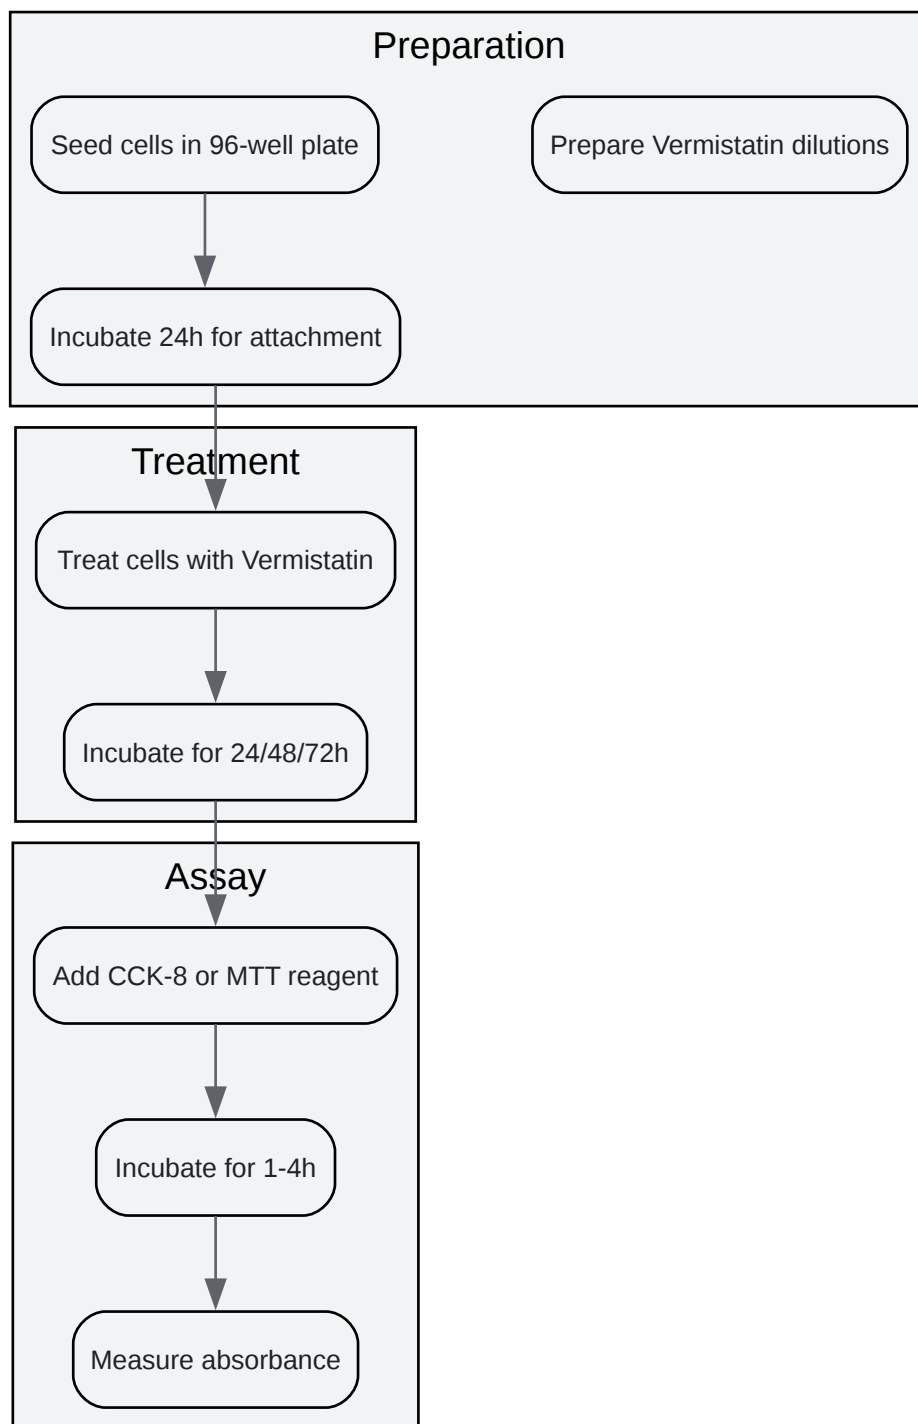 Preparation
Seed cells in 96-well plate
Prepare Vermistatin dilutions
Incubate 24h for attachment
Treatment
Treat cells with Vermistatin
Incubate for 24/48/72h
Assay
Add CCK-8 or MTT reagent
Incubate for 1-4h
Measure absorbance